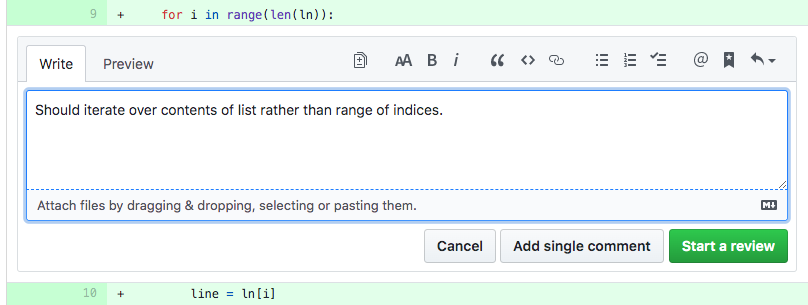 9 + for i in range(len(ln)):
Write Preview AA B i
Should iterate over contents of list rather than range of indices.
Attach files by dragging & dropping, selecting or pasting them.
Cancel Add single comment Start a review
10 + line = ln[i]